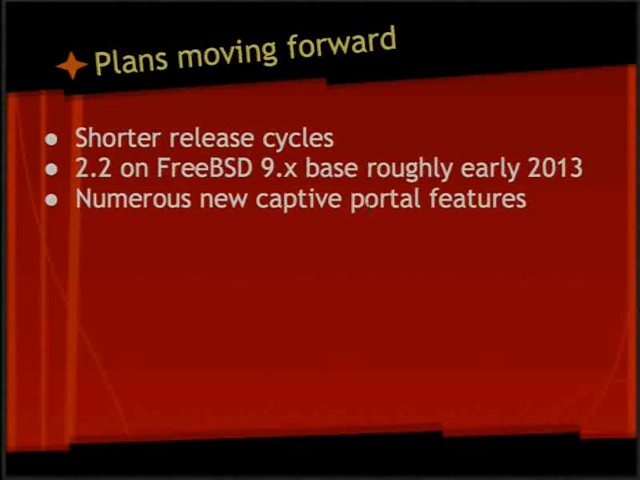 Plans moving forward
Shorter release cycles
2.2 on FreeBSD 9.x base roughly early 2013
Numerous new captive portal features